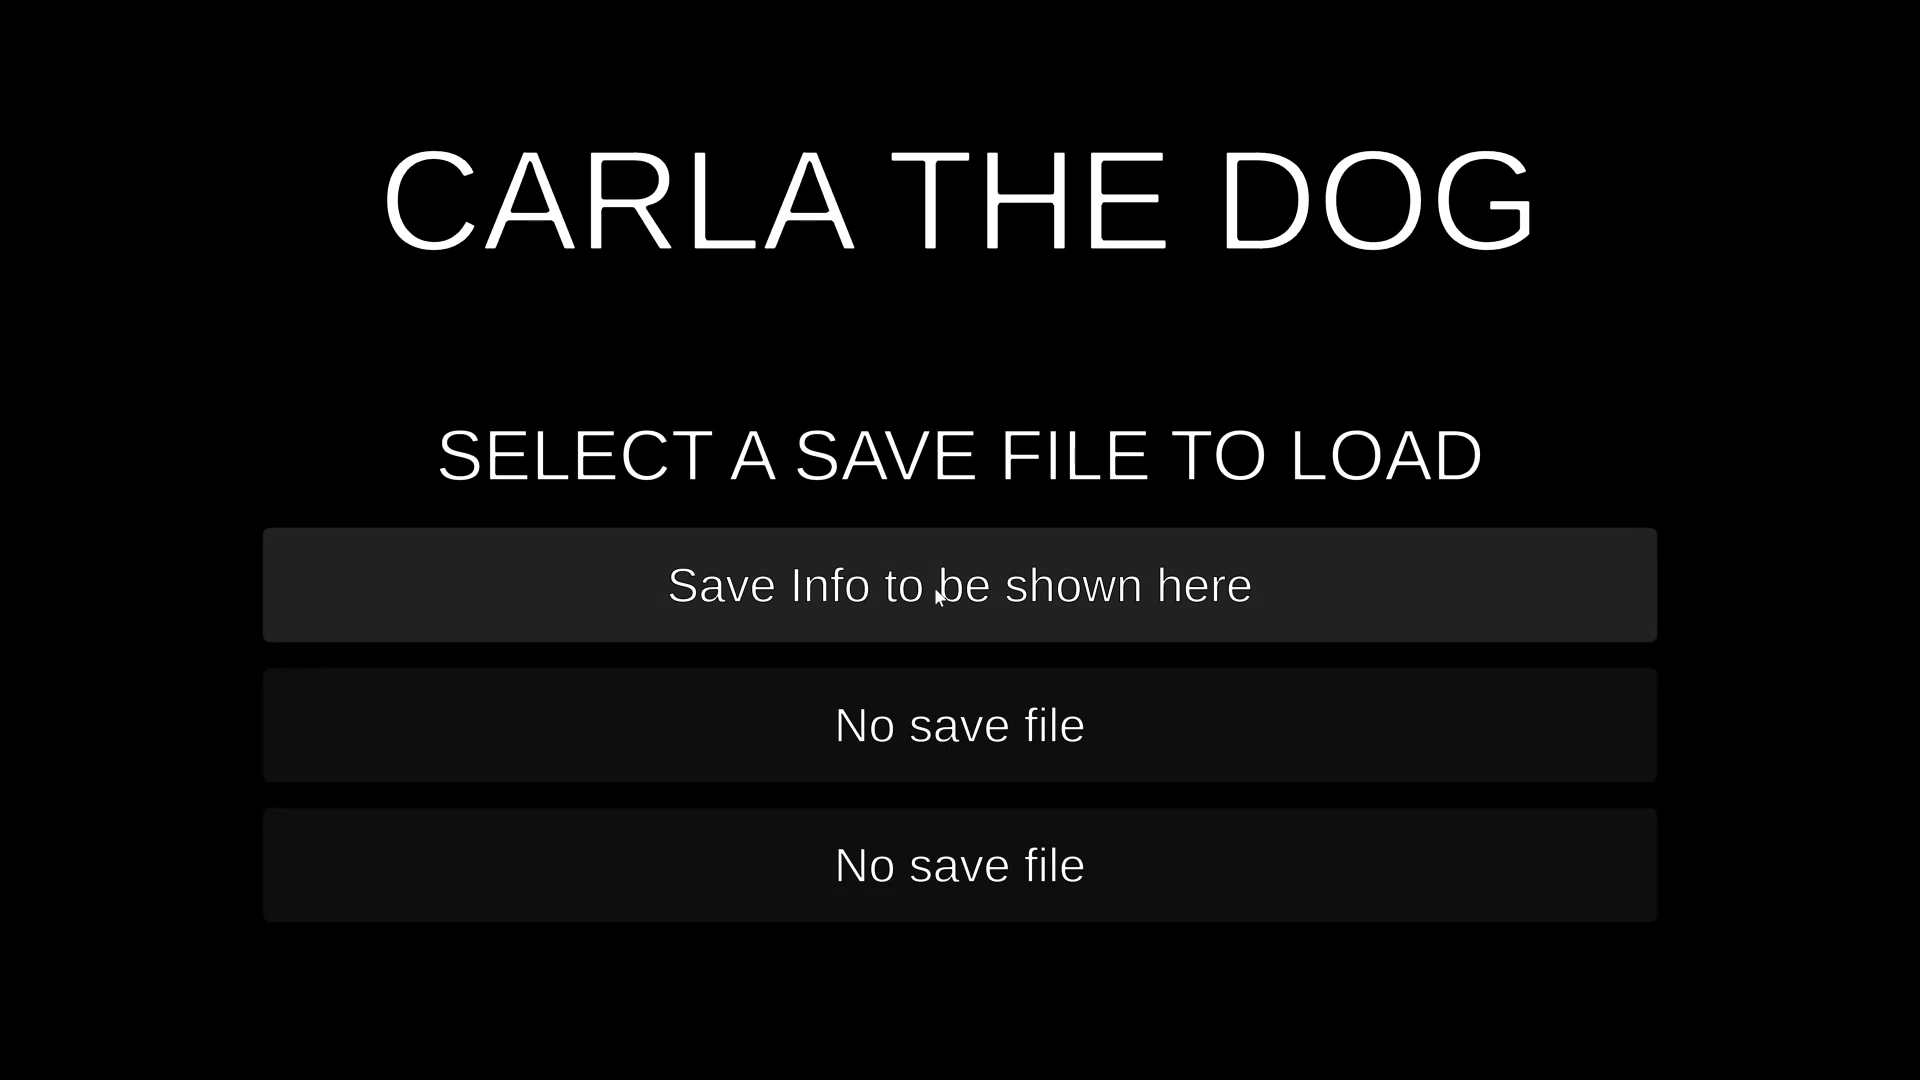 CARLA THE DOG
SELECT A SAVE FILE TO LOAD
Save Info to be shown here
No save file
No save file